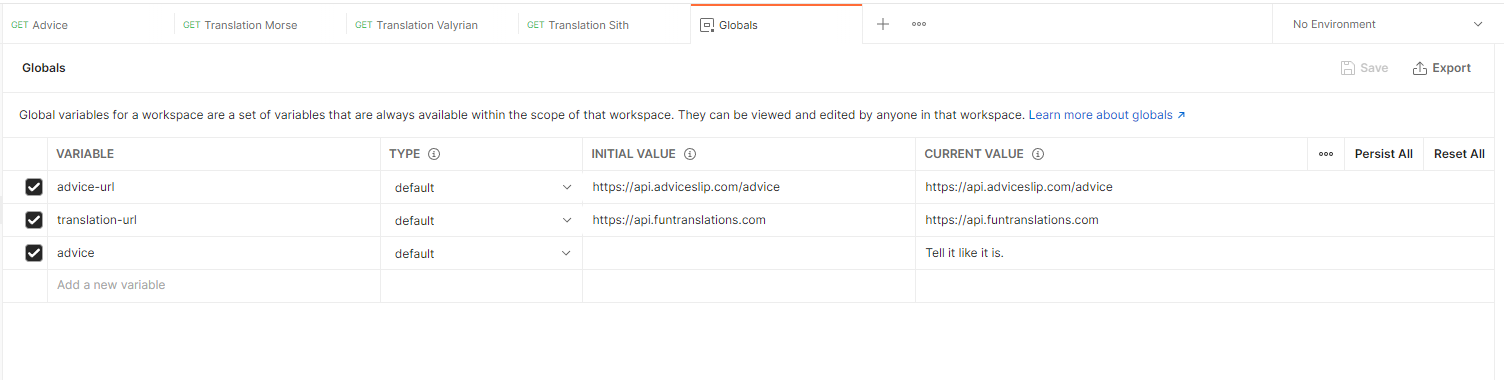 GET Advice GET Translation Morse GET Translation Valyrian GET Translation Sith Globals No Environment
Globals Save Export
Global variables for a workspace are a set of variables that are always available within the scope of that workspace. They can be viewed and edited by anyone in that workspace. Learn more about globals ↗
VARIABLE TYPE INITIAL VALUE CURRENT VALUE Persist All Reset All
advice-url default https://api.adviceslip.com/advice https://api.adviceslip.com/advice
translation-url default https://api.funtranslations.com https://api.funtranslations.com
advice default Tell it like it is.
Add a new variable